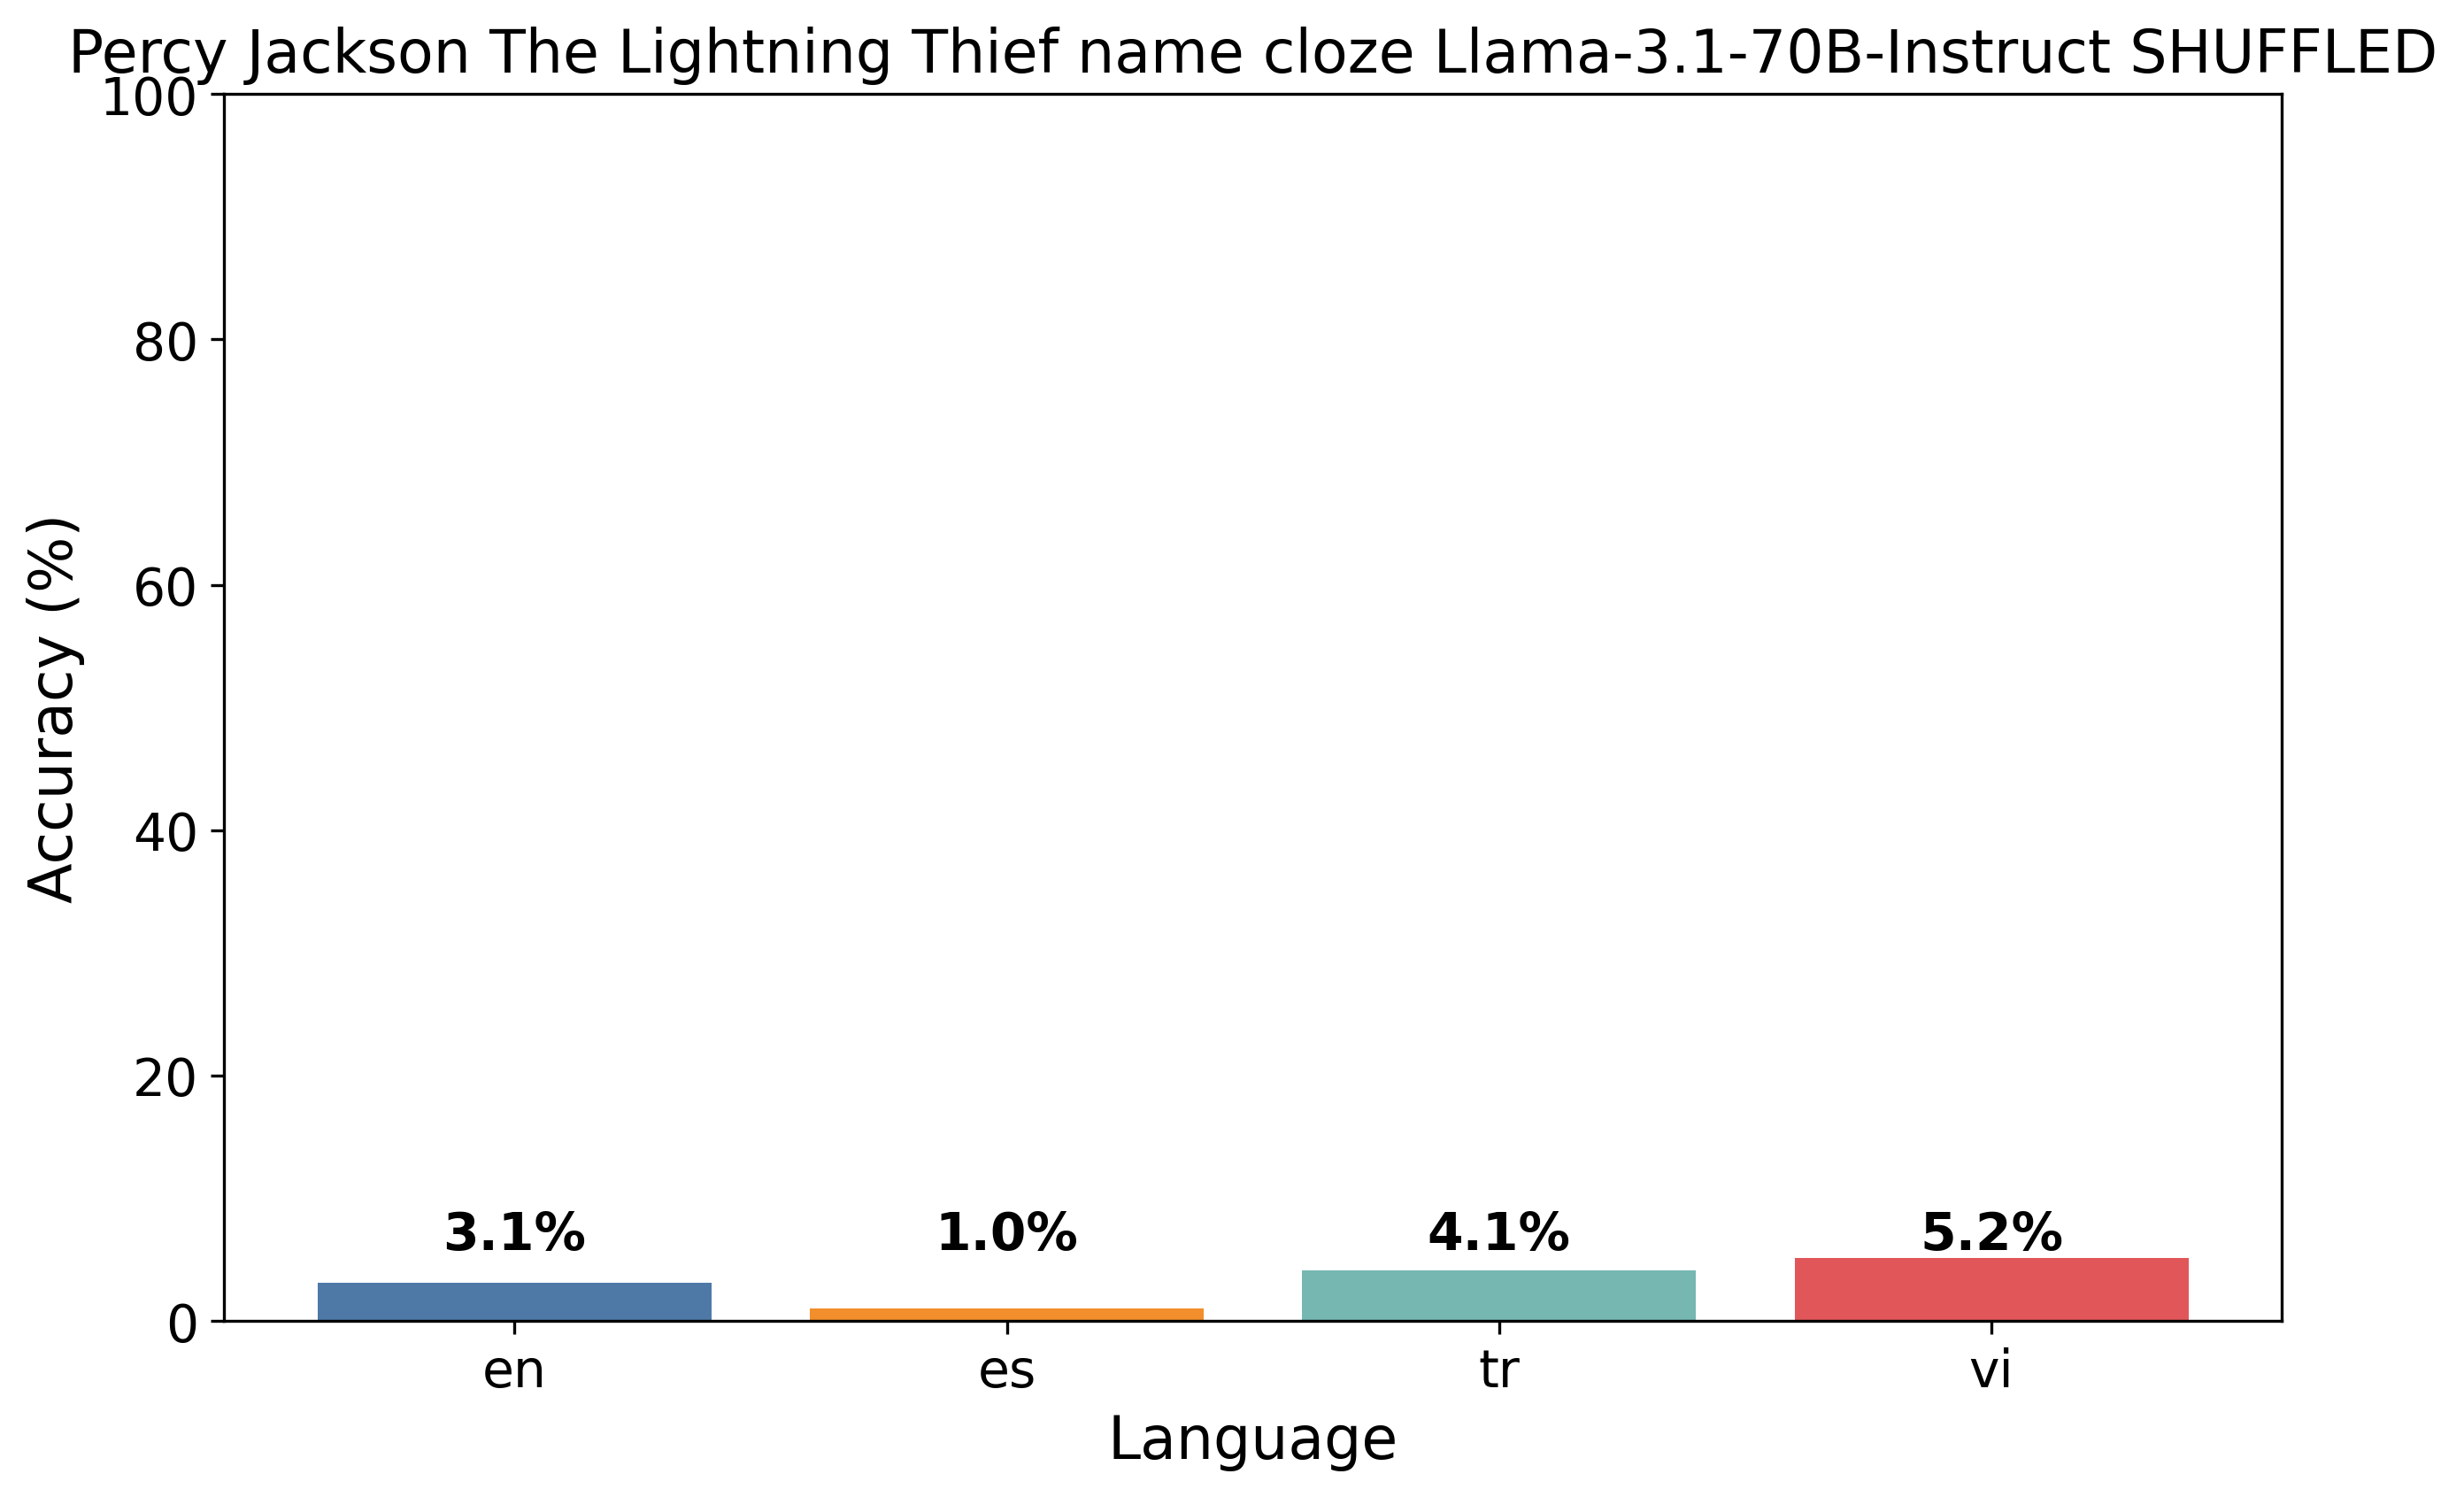 Percy Jackson The Lightning Thief name cloze Llama-3.1-70B-Instruct SHUFFLED
100
80
60
40
20
0
Accuracy (%)
3.1%
1.0%
4.1%
5.2%
en
es
tr
vi
Language